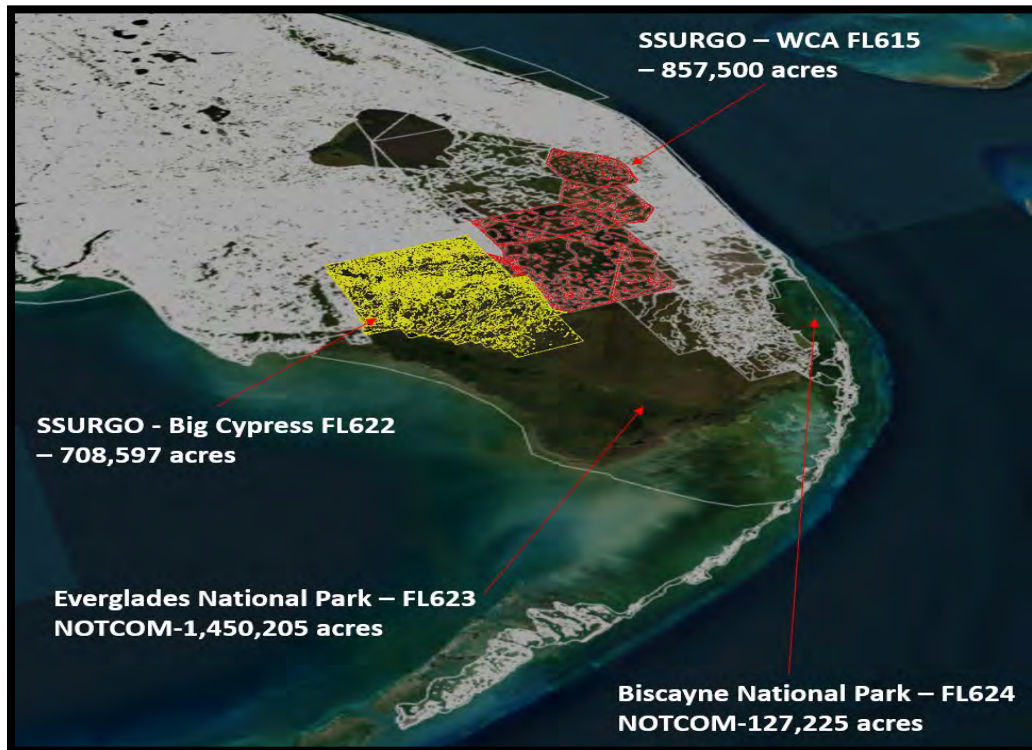 SSURGO – WCA FL615
– 857,500 acres
SSURGO - Big Cypress FL622
– 708,597 acres
Everglades National Park – FL623
NOTCOM-1,450,205 acres
Biscayne National Park – FL624
NOTCOM-127,225 acres